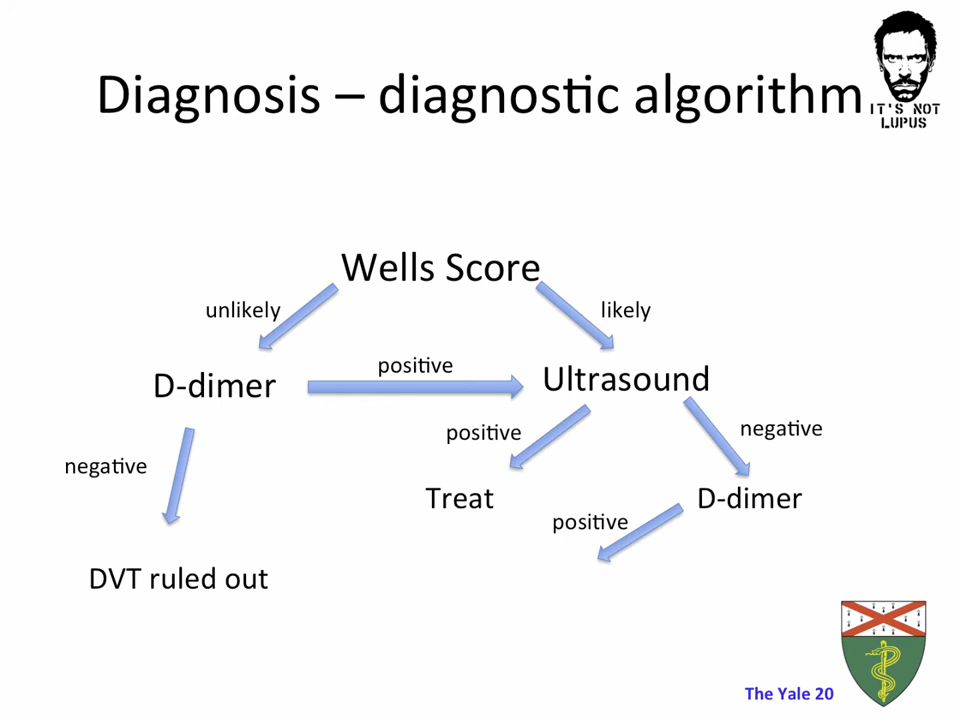 Diagnosis – diagnostic algorithm
IT'S NOT
LUPUS
Wells Score
unlikely
likely
D-dimer
positive
Ultrasound
negative
positive
negative
Treat
D-dimer
positive
DVT ruled out
The Yale 20